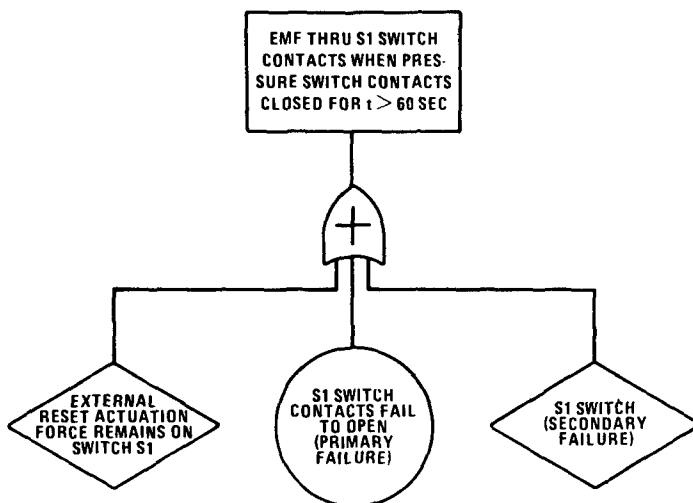 EMF THRU S1 SWITCH
CONTACTS WHEN PRES-
SURE SWITCH CONTACTS
CLOSED FOR t > 60 SEC
+
EXTERNAL
RESET ACTUATION
FORCE REMAINS ON
SWITCH S1
S1 SWITCH
CONTACTS FAIL
TO OPEN
(PRIMARY
FAILURE)
S1 SWITCH
(SECONDARY
FAILURE)